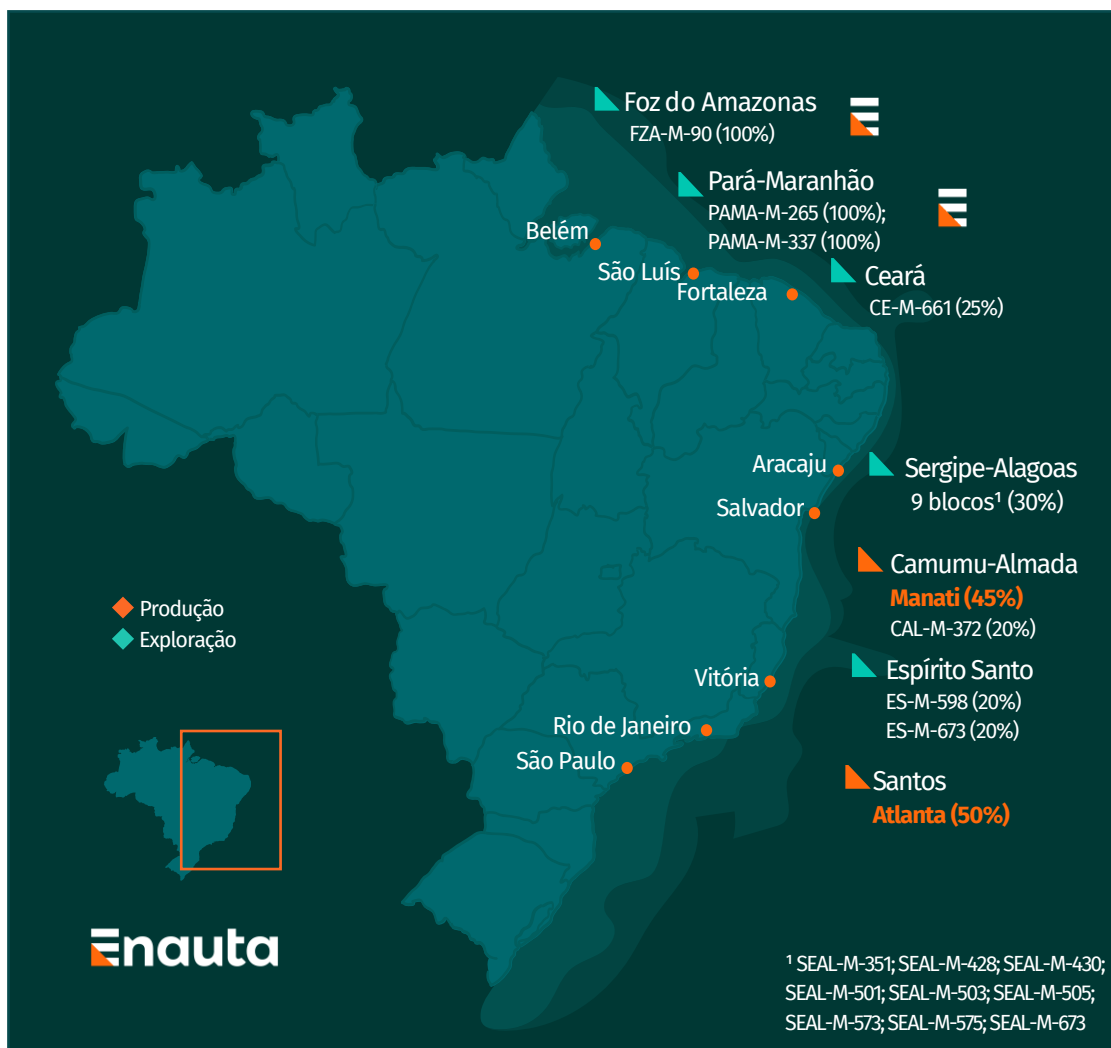 Foz do Amazonas
FZA-M-90 (100%)
Pará-Maranhão
PAMA-M-265 (100%);
PAMA-M-337 (100%)
Belém
São Luís
Fortaleza
Ceará
CE-M-661 (25%)
Aracaju
Salvador
Sergipe-Alagoas
9 blocos¹ (30%)
Camumu-Almada
Manati (45%)
CAL-M-372 (20%)
Produção
Exploração
Vitória
Rio de Janeiro
São Paulo
Espírito Santo
ES-M-598 (20%)
ES-M-673 (20%)
Santos
Atlanta (50%)
Enauta
¹ SEAL-M-351; SEAL-M-428; SEAL-M-430;
SEAL-M-501; SEAL-M-503; SEAL-M-505;
SEAL-M-573; SEAL-M-575; SEAL-M-673